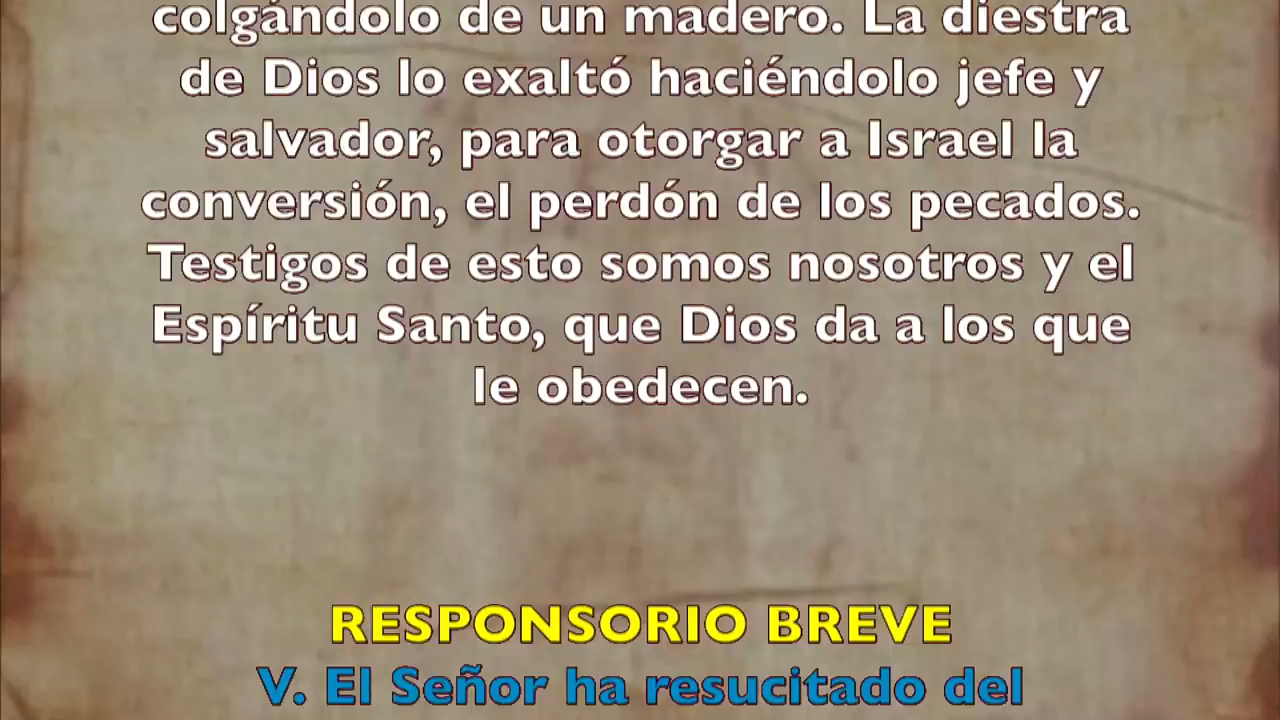 colgándolo de un madero. La diestra
de Dios lo exaltó haciéndolo jefe y
salvador, para otorgar a Israel la
conversión, el perdón de los pecados.
Testigos de esto somos nosotros y el
Espíritu Santo, que Dios da a los que
le obedecen.
RESPONSORIO BREVE
V. El Señor ha resucitado del